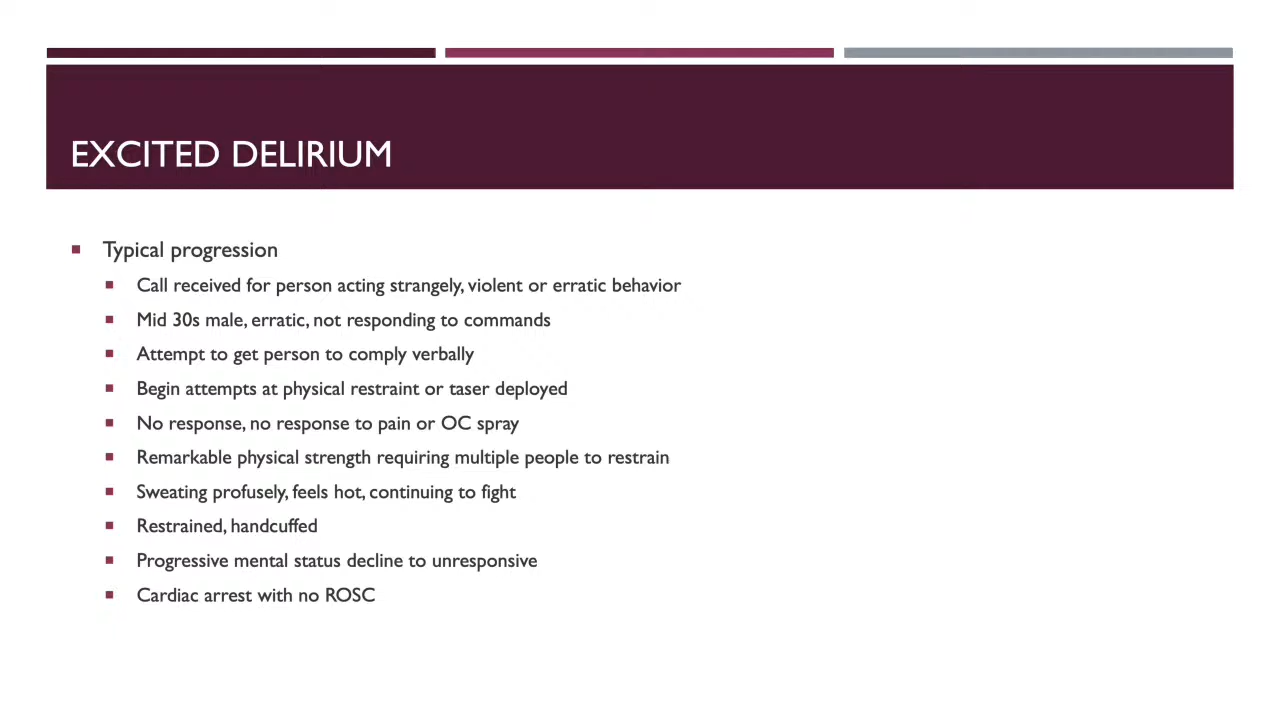 EXCITED DELIRIUM
Typical progression
Call received for person acting strangely, violent or erratic behavior
Mid 30s male, erratic, not responding to commands
Attempt to get person to comply verbally
Begin attempts at physical restraint or taser deployed
No response, no response to pain or OC spray
Remarkable physical strength requiring multiple people to restrain
Sweating profusely, feels hot, continuing to fight
Restrained, handcuffed
Progressive mental status decline to unresponsive
Cardiac arrest with no ROSC